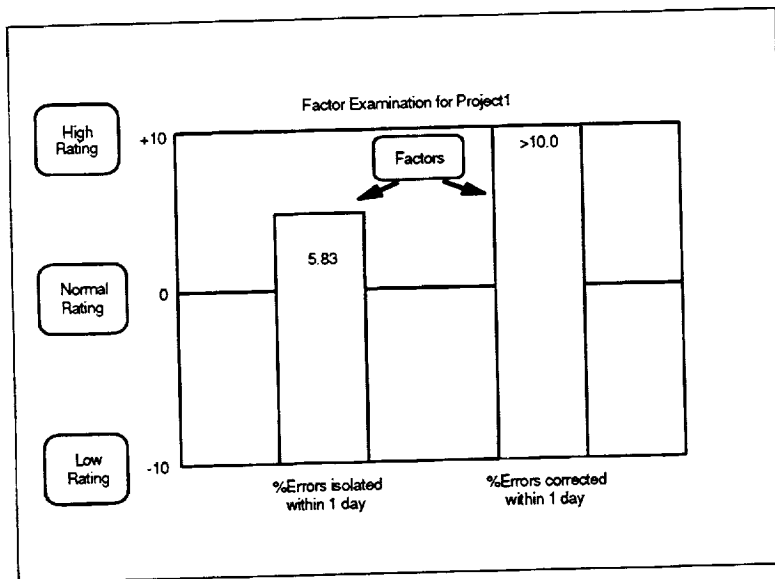 Factor Examination for Project1
High
Rating
+10
Factors
>10.0
5.83
Normal
Rating
0
Low
Rating
-10
%Errors isolated
within 1 day
%Errors corrected
within 1 day